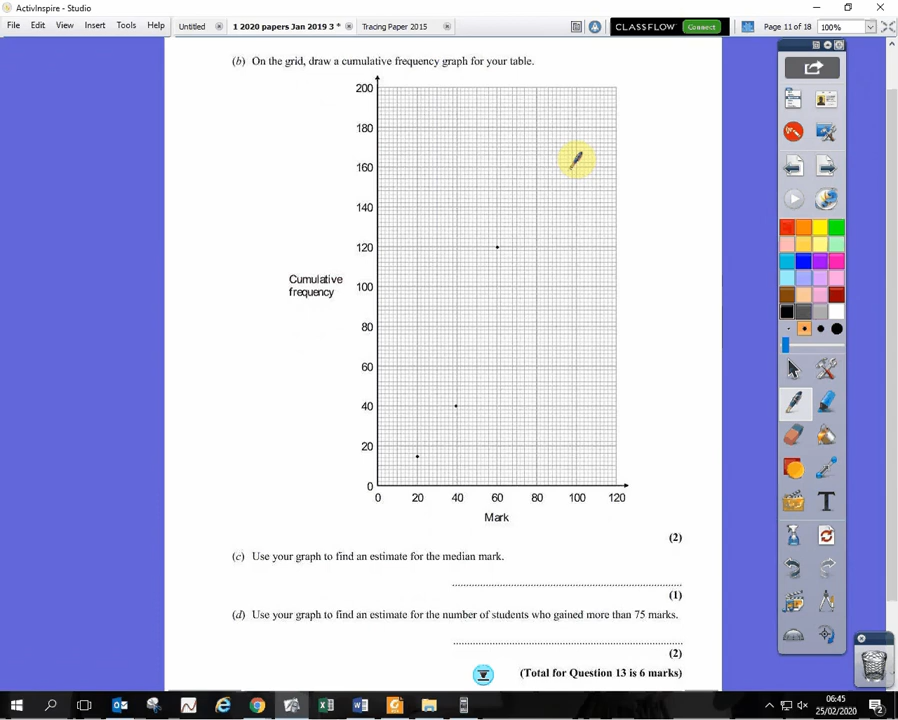 ActivInspire - Studio
File Edit View Insert Tools Help Untitled 1 2020 papers Jan 2019 3 * Tracing Paper 2015 CLASSFLOW Connect Page 11 of 18 100%
(b) On the grid, draw a cumulative frequency graph for your table.
200
180
160
140
120
Cumulative
frequency
100
80
60
40
20
0
0 20 40 60 80 100 120
Mark
(2)
(c) Use your graph to find an estimate for the median mark.
(1)
(d) Use your graph to find an estimate for the number of students who gained more than 75 marks.
(2)
(Total for Question 13 is 6 marks)
T
06:45
25/02/2020
2